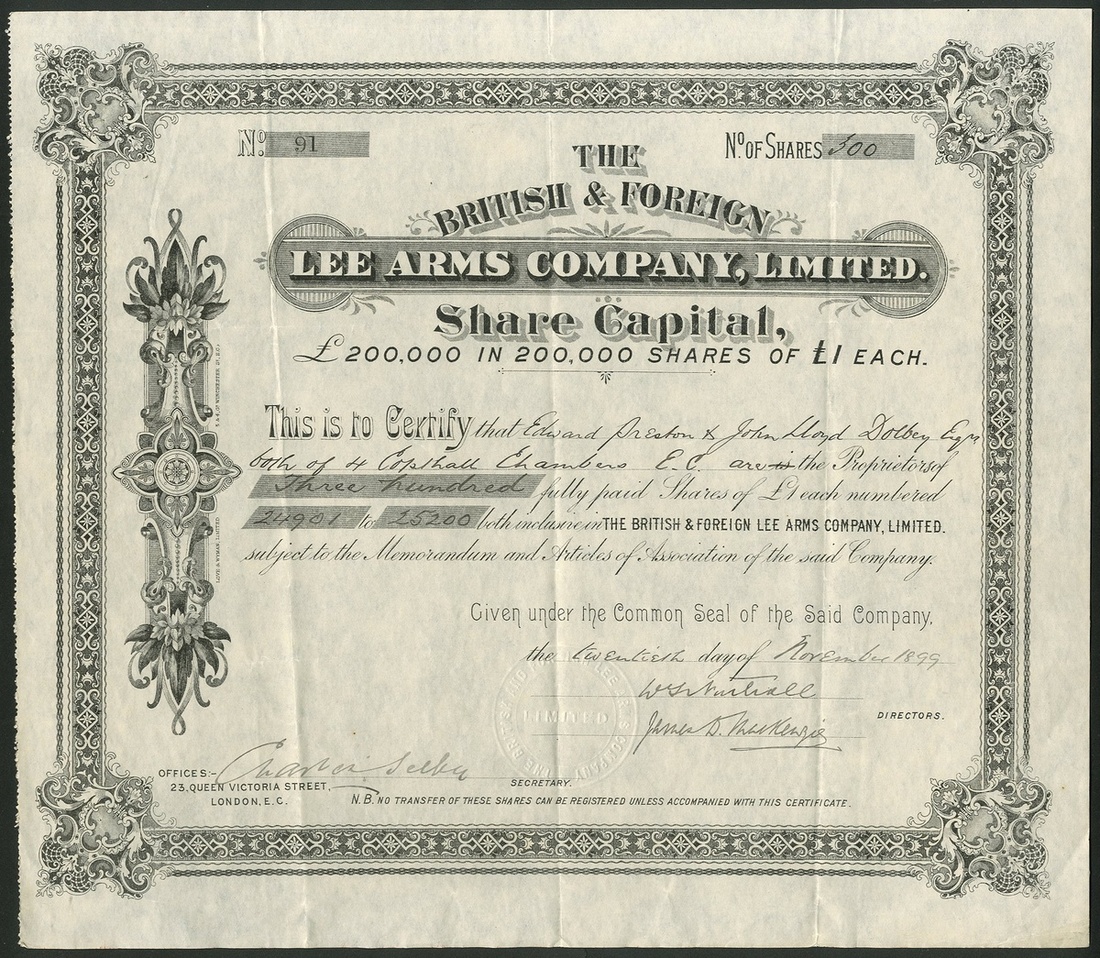 No. 91
No. OF SHARES 300
THE
BRITISH & FOREIGN
LEE ARMS COMPANY, LIMITED.
Share Capital,
£200,000 IN 200,000 SHARES OF £1 EACH.
This is to Certify that Edward Preston & John Lloyd Dolbey Esqrs
both of 4 Copthall Chambers E.C. are is the Proprietors of
Three hundred fully paid Shares of £1 each numbered
24901 to 25200 both inclusive in THE BRITISH & FOREIGN LEE ARMS COMPANY, LIMITED.
subject to the Memorandum and Articles of Association of the said Company.
Given under the Common Seal of the Said Company,
the twentieth day of November 1899
James D. MacKenzie
DIRECTORS.
LIMITED
OFFICES:-
Charles Selby
SECRETARY.
23, QUEEN VICTORIA STREET,
LONDON, E.C.
N.B. NO TRANSFER OF THESE SHARES CAN BE REGISTERED UNLESS ACCOMPANIED WITH THIS CERTIFICATE.